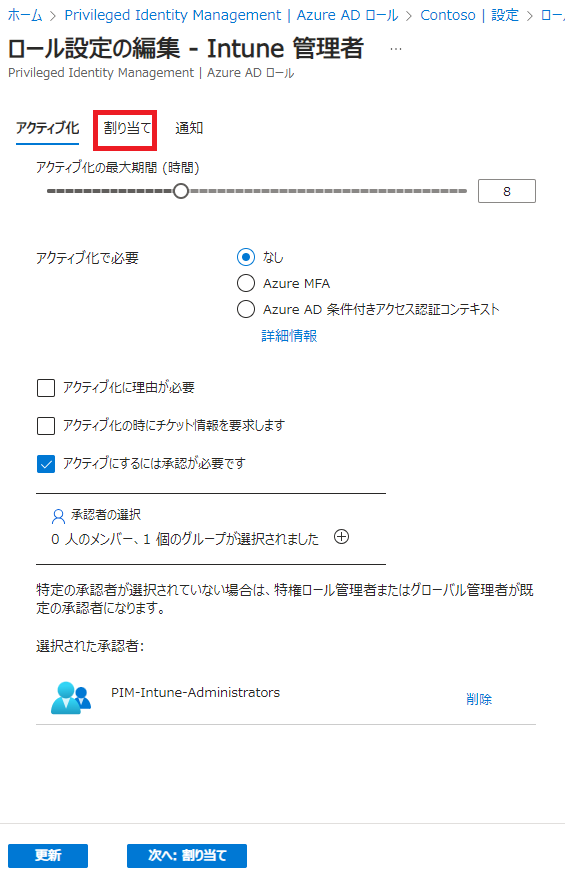 ホーム > Privileged Identity Management | Azure AD ロール > Contoso | 設定 > ロー
ロール設定の編集 - Intune 管理者 …
Privileged Identity Management | Azure AD ロール
アクティブ化 割り当て 通知
アクティブ化の最大期間 (時間)
8
アクティブ化で必要
なし
Azure MFA
Azure AD 条件付きアクセス認証コンテキスト
詳細情報
アクティブ化に理由が必要
アクティブ化の時にチケット情報を要求します
アクティブにするには承認が必要です
承認者の選択
0 人のメンバー、1 個のグループが選択されました
特定の承認者が選択されていない場合は、特権ロール管理者またはグローバル管理者が既
定の承認者になります。
選択された承認者:
PIM-Intune-Administrators
削除
更新 次へ: 割り当て